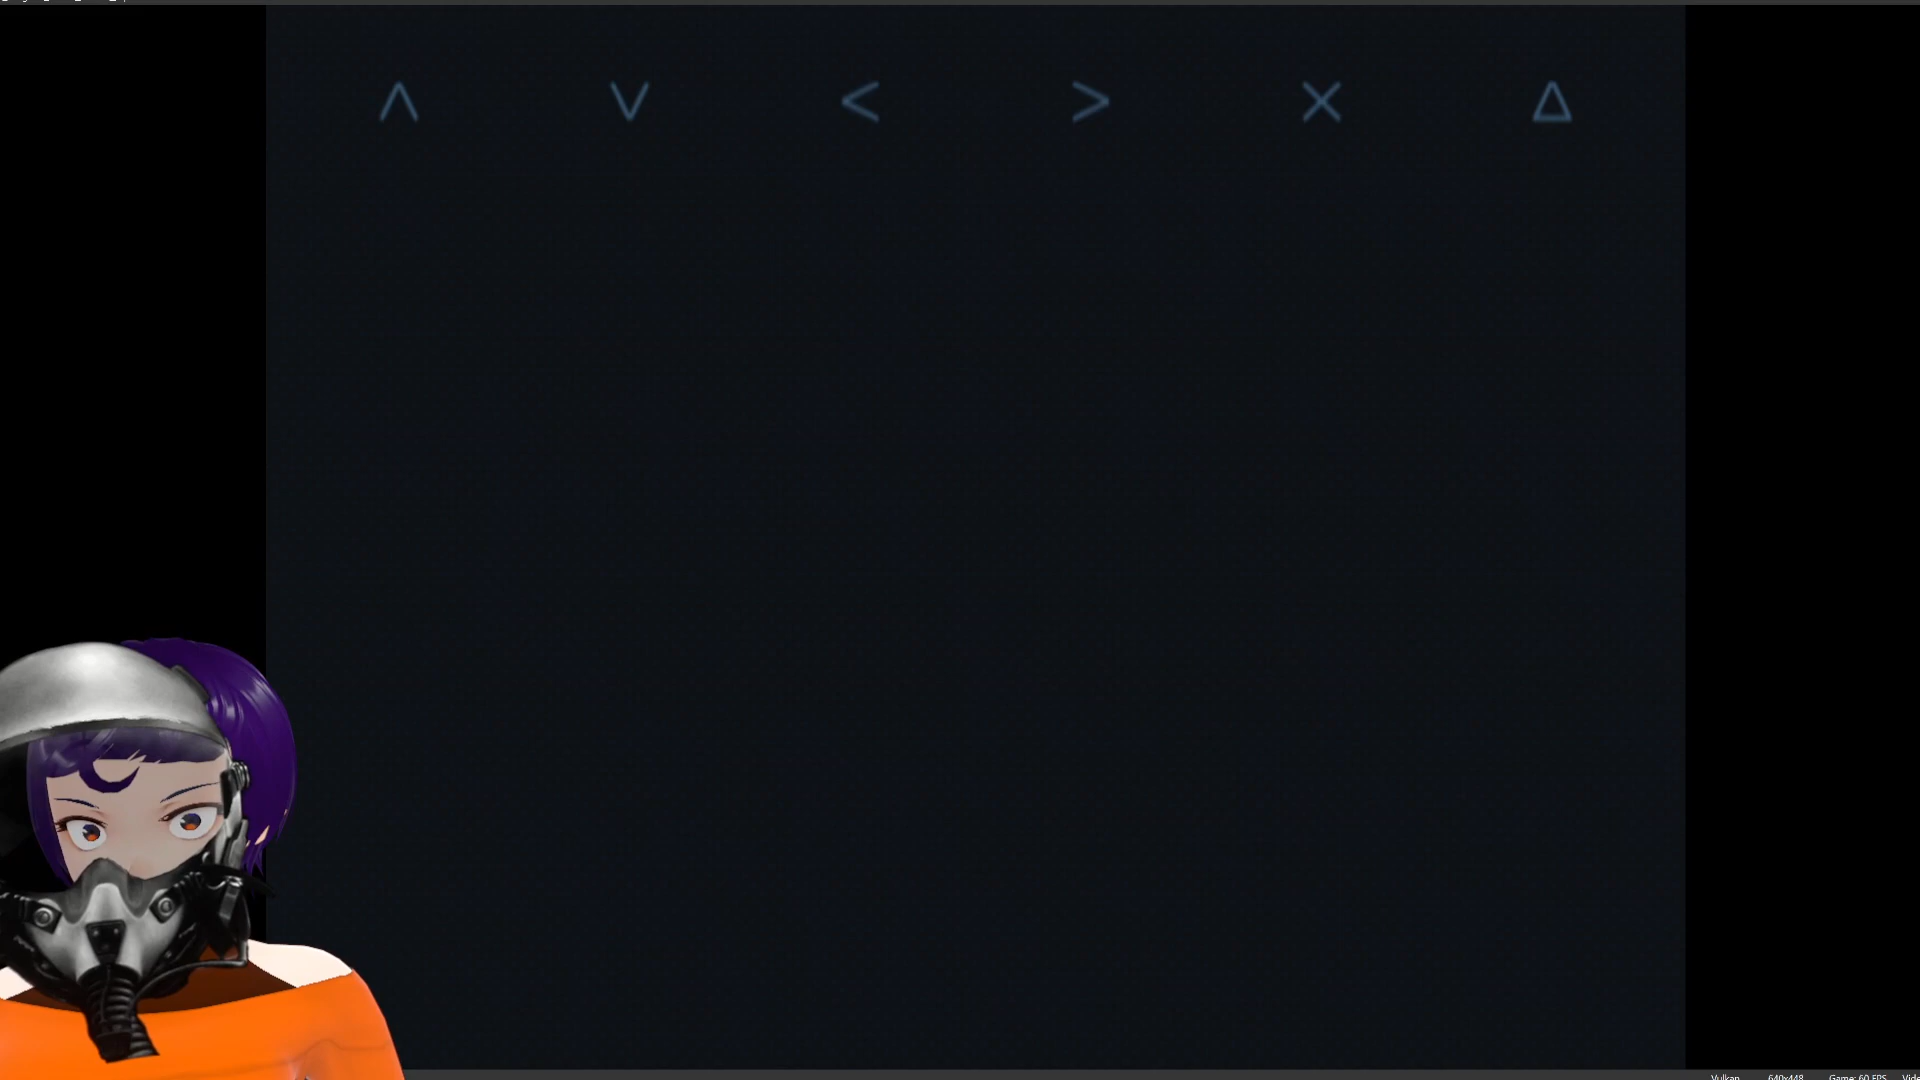 Λ V < > X Δ
Vulkan 640x448 Game: 60 FPS